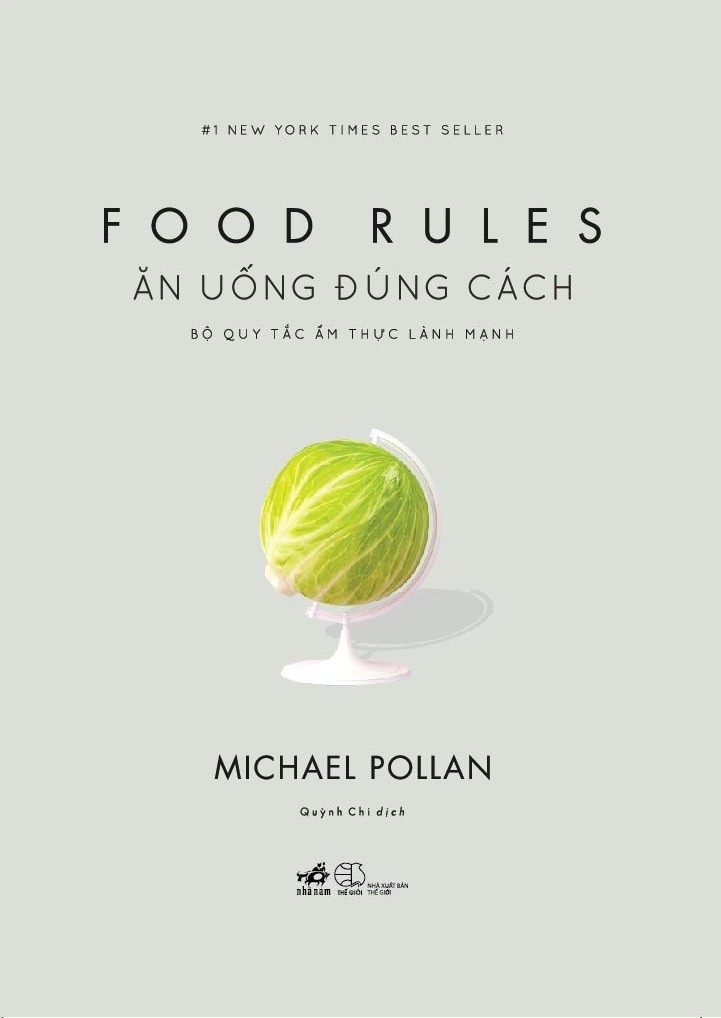 #1 NEW YORK TIMES BEST SELLER
FOOD RULES
ĂN UỐNG ĐÚNG CÁCH
BỘ QUY TẮC ẨM THỰC LÀNH MẠNH
MICHAEL POLLAN
Quỳnh Chi dịch
nhã nam
THẾ GIỚI
NHÀ XUẤT BẢN
THẾ GIỚI